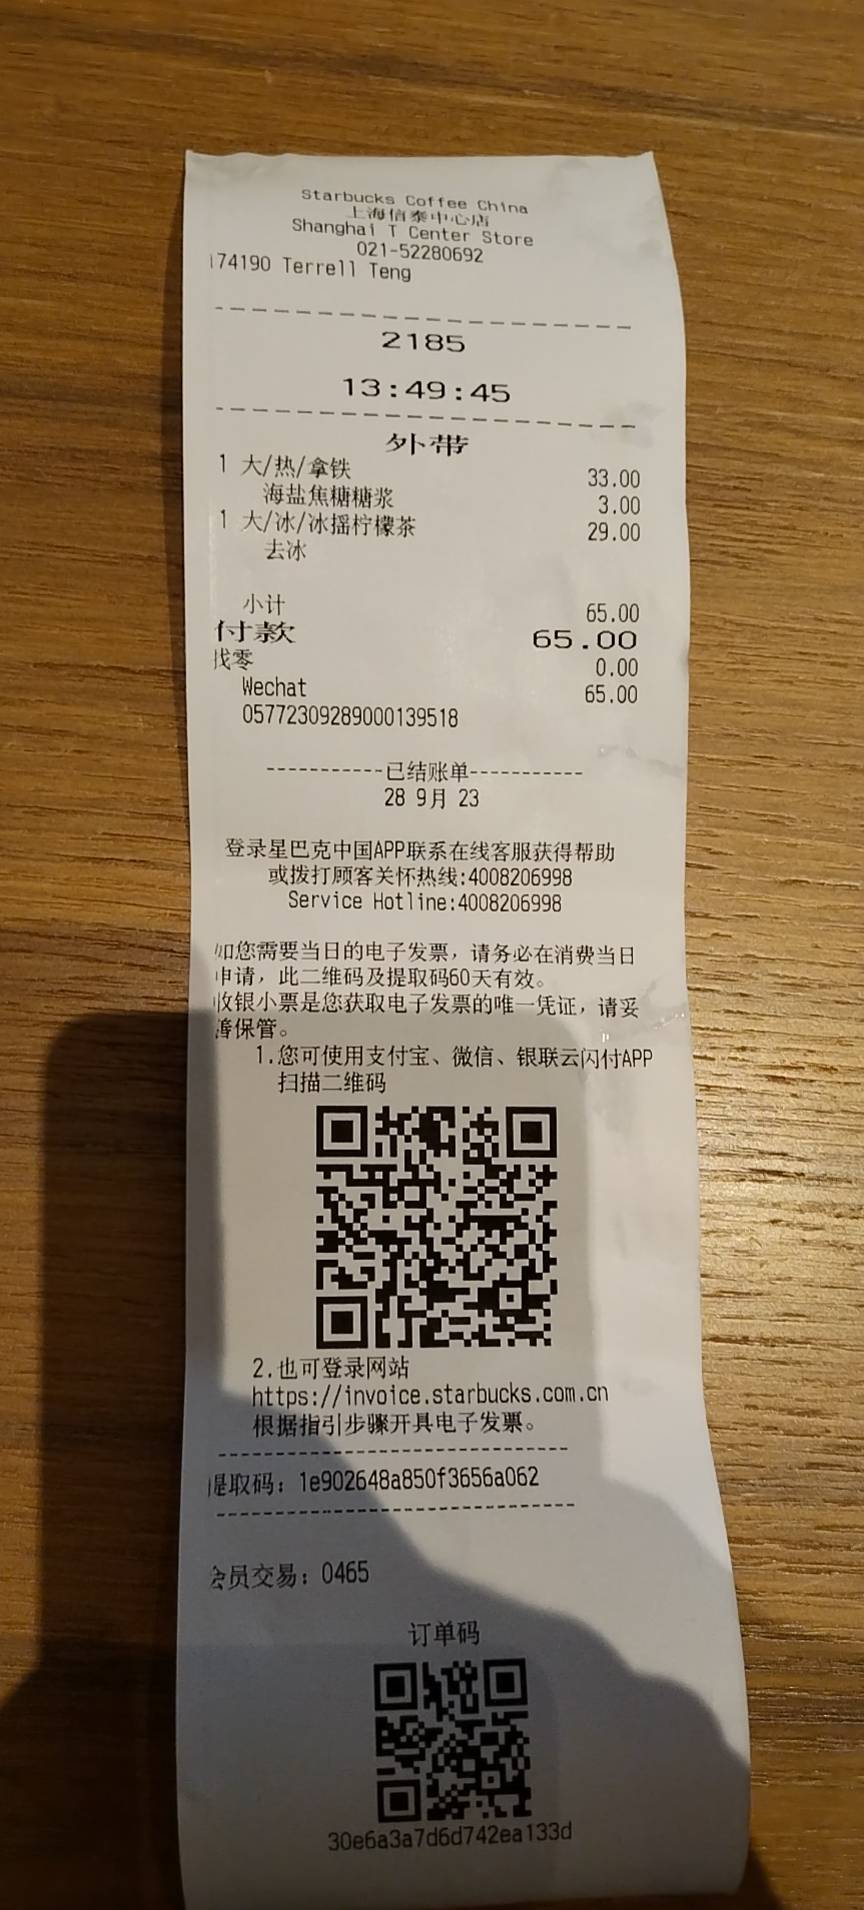 Starbucks Coffee China
上海信泰中心店
Shanghai T Center Store
021-52280692
174190 Terrell Teng
2185
13:49:45
外带
1 大/热/拿铁 33.00
海盐焦糖糖浆 3.00
1 大/冰/冰摇柠檬茶 29.00
去冰
小计 65.00
付款 65.00
找零 0.00
Wechat 65.00
05772309289000139518
-----------已结账单-----------
28 9月 23
登录星巴克中国APP联系在线客服获得帮助
或拨打顾客关怀热线:4008206998
Service Hotline:4008206998
如您需要当日的电子发票，请务必在消费当日
申请，此二维码及提取码60天有效。
收银小票是您获取电子发票的唯一凭证，请妥
善保管。
1.您可使用支付宝、微信、银联云闪付APP
扫描二维码
2.也可登录网站
https://invoice.starbucks.com.cn
根据指引步骤开具电子发票。
提取码：1e902648a850f3656a062
会员交易：0465
订单码
30e6a3a7d6d742ea133d